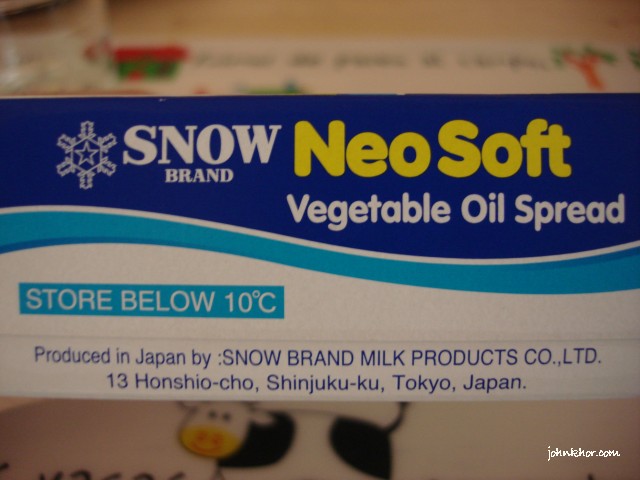 SNOW Neo Soft
BRAND
Vegetable Oil Spread
STORE BELOW 10°C
Produced in Japan by :SNOW BRAND MILK PRODUCTS CO.,LTD.
13 Honshio-cho, Shinjuku-ku, Tokyo, Japan.
johnkhor.com